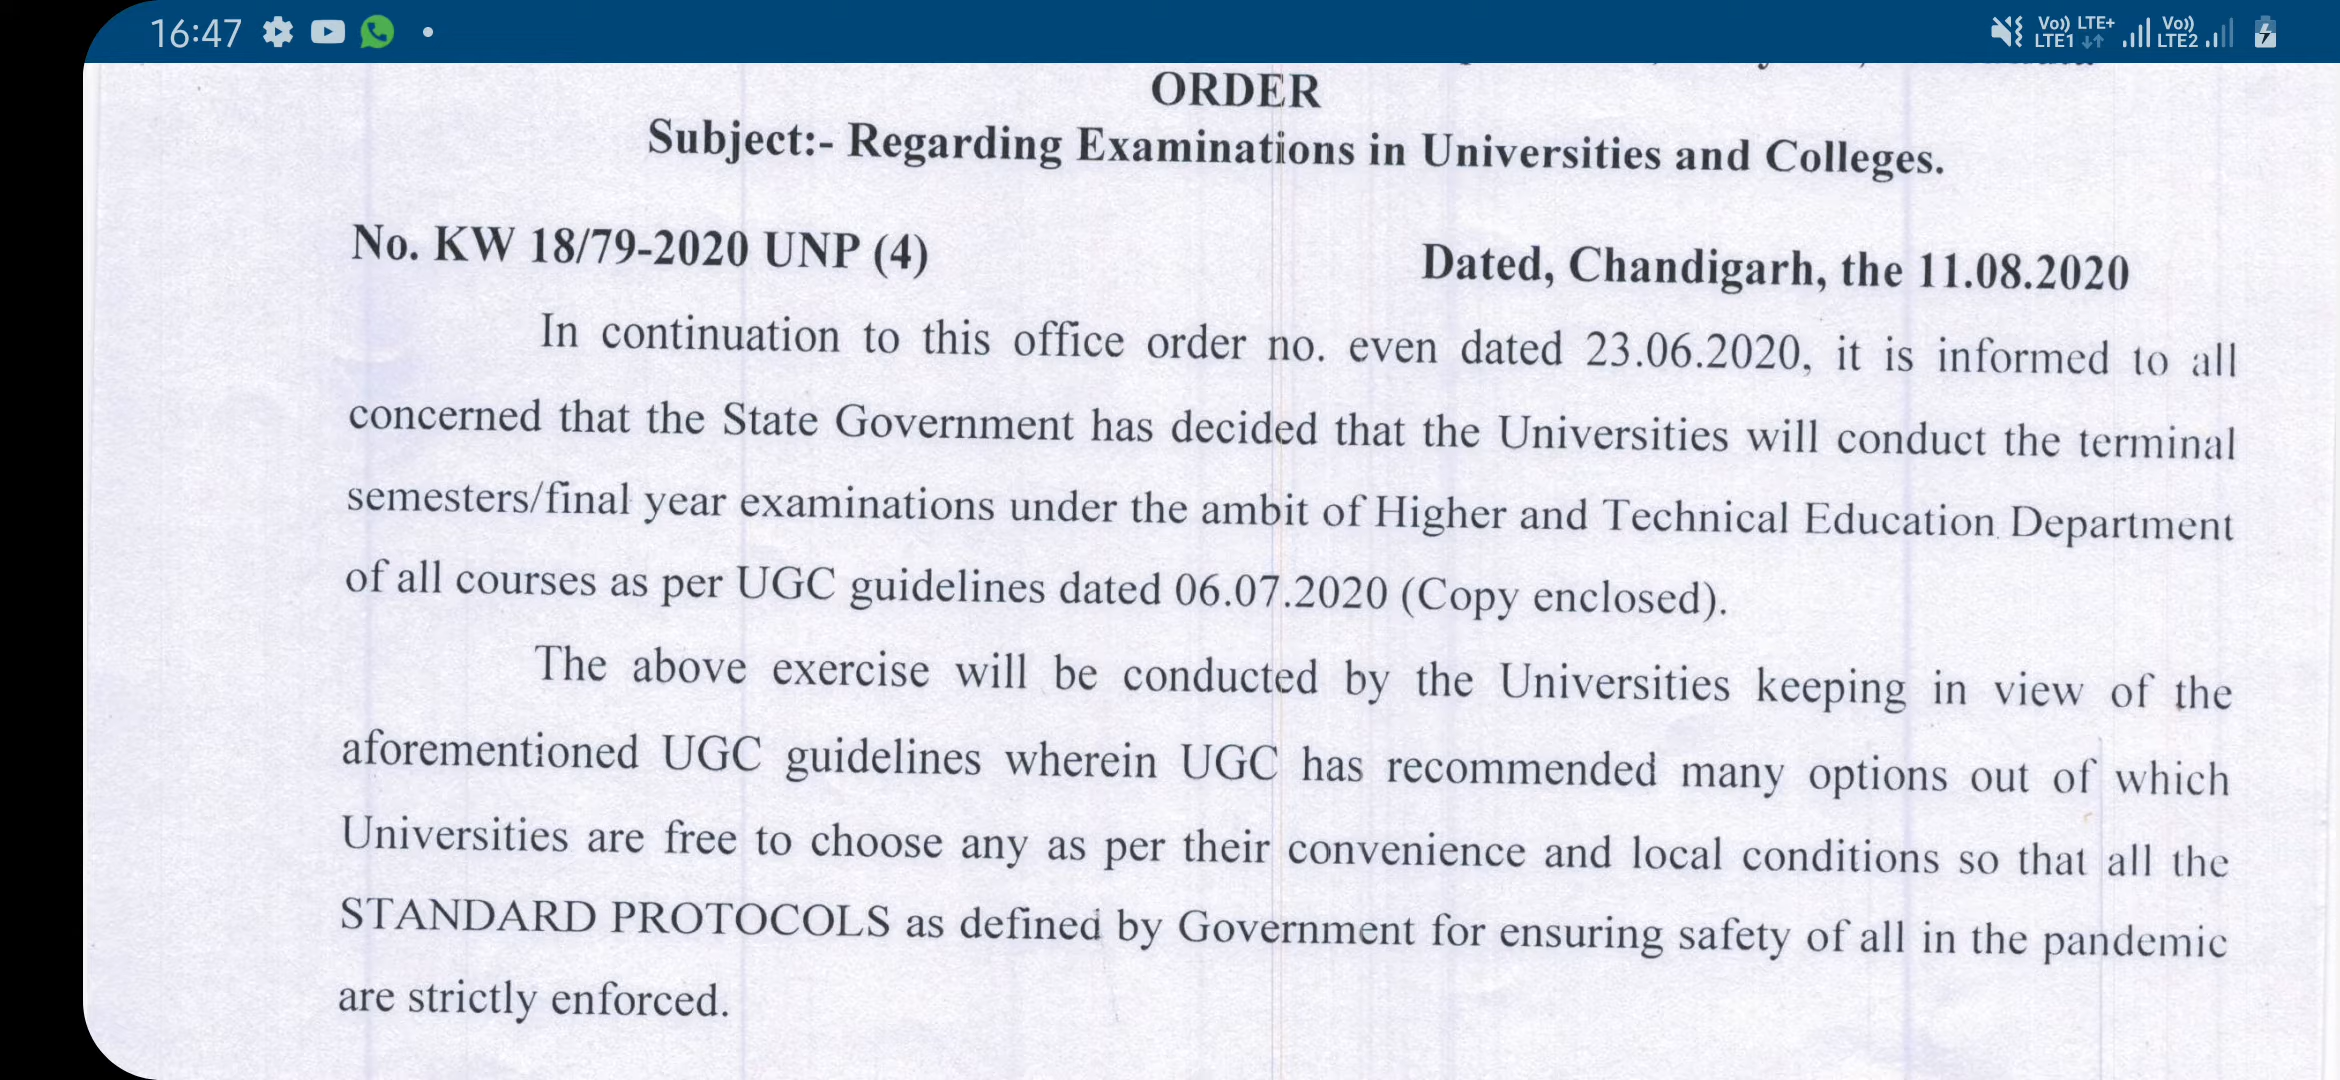 16:47
Vo)) LTE+ Vo))
LTE1 LTE2
ORDER
Subject:- Regarding Examinations in Universities and Colleges.
No. KW 18/79-2020 UNP (4) Dated, Chandigarh, the 11.08.2020
In continuation to this office order no. even dated 23.06.2020, it is informed to all
concerned that the State Government has decided that the Universities will conduct the terminal
semesters/final year examinations under the ambit of Higher and Technical Education Department
of all courses as per UGC guidelines dated 06.07.2020 (Copy enclosed).
The above exercise will be conducted by the Universities keeping in view of the
aforementioned UGC guidelines wherein UGC has recommended many options out of which
Universities are free to choose any as per their convenience and local conditions so that all the
STANDARD PROTOCOLS as defined by Government for ensuring safety of all in the pandemic
are strictly enforced.